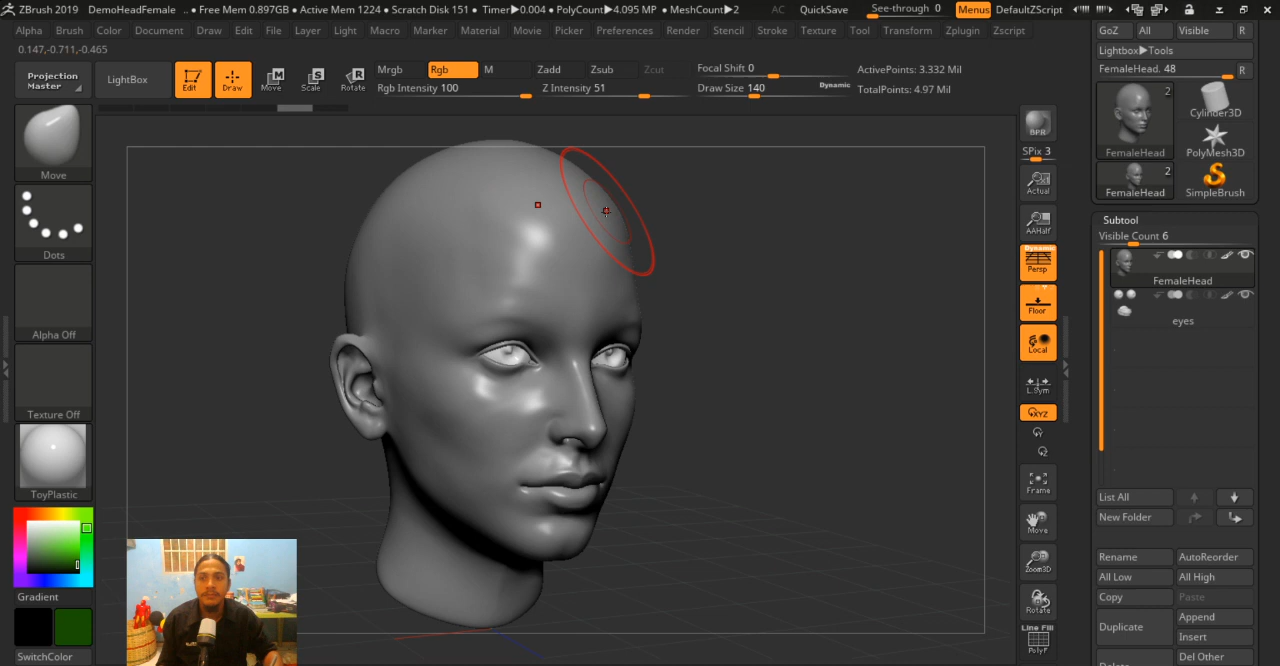 ZBrush 2019 DemoHeadFemale .. • Free Mem 0.897GB • Active Mem 1224 • Scratch Disk 151 • Timer▶0.004 • PolyCount▶4.095 MP • MeshCount▶2 AC QuickSave See-through 0 Menus DefaultZScript
Alpha Brush Color Document Draw Edit File Layer Light Macro Marker Material Movie Picker Preferences Render Stencil Stroke Texture Tool Transform Zplugin Zscript
0.147,-0.711,-0.465
Projection Master
LightBox
Edit
Draw
Move
Scale
Rotate
Mrgb Rgb M
Rgb Intensity 100
Zadd Zsub Zcut
Z Intensity 51
Focal Shift 0
Draw Size 140 Dynamic
ActivePoints: 3.332 Mil
TotalPoints: 4.97 Mil
Move
Dots
Alpha Off
Texture Off
ToyPlastic
Gradient
SwitchColor
BPR
SPix 3
Actual
AAHalf
Dynamic
Persp
Floor
Local
L.Sym
XYZ
Y
Z
Frame
Move
Zoom3D
Rotate
Line Fill
PolyF
GoZ All Visible R
Lightbox▶Tools
FemaleHead. 48 R
2
FemaleHead
Cylinder3D
PolyMesh3D
2
FemaleHead
SimpleBrush
Subtool
Visible Count 6
FemaleHead
eyes
List All
New Folder
Rename AutoReorder
All Low All High
Copy Paste
Duplicate Append
Insert
Delete Del Other